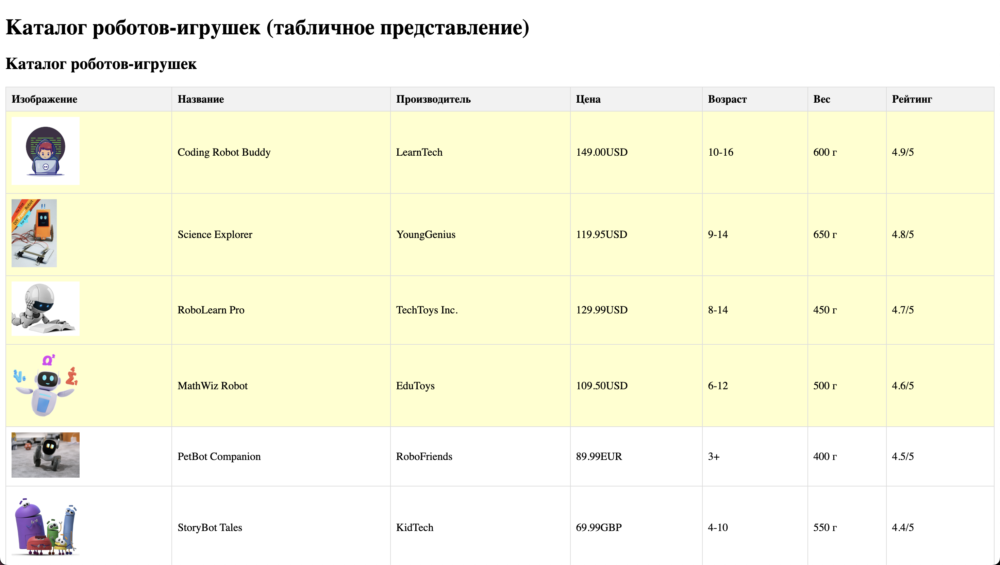 Каталог роботов-игрушек (табличное представление)
Каталог роботов-игрушек
Изображение Название Производитель Цена Возраст Вес Рейтинг
Coding Robot Buddy LearnTech 149.00USD 10-16 600 г 4.9/5
The First
DIY Paper Robot
For Kids
Science Explorer YoungGenius 119.95USD 9-14 650 г 4.8/5
RoboLearn Pro TechToys Inc. 129.99USD 8-14 450 г 4.7/5
MathWiz Robot EduToys 109.50USD 6-12 500 г 4.6/5
PetBot Companion RoboFriends 89.99EUR 3+ 400 г 4.5/5
StoryBot Tales KidTech 69.99GBP 4-10 550 г 4.4/5